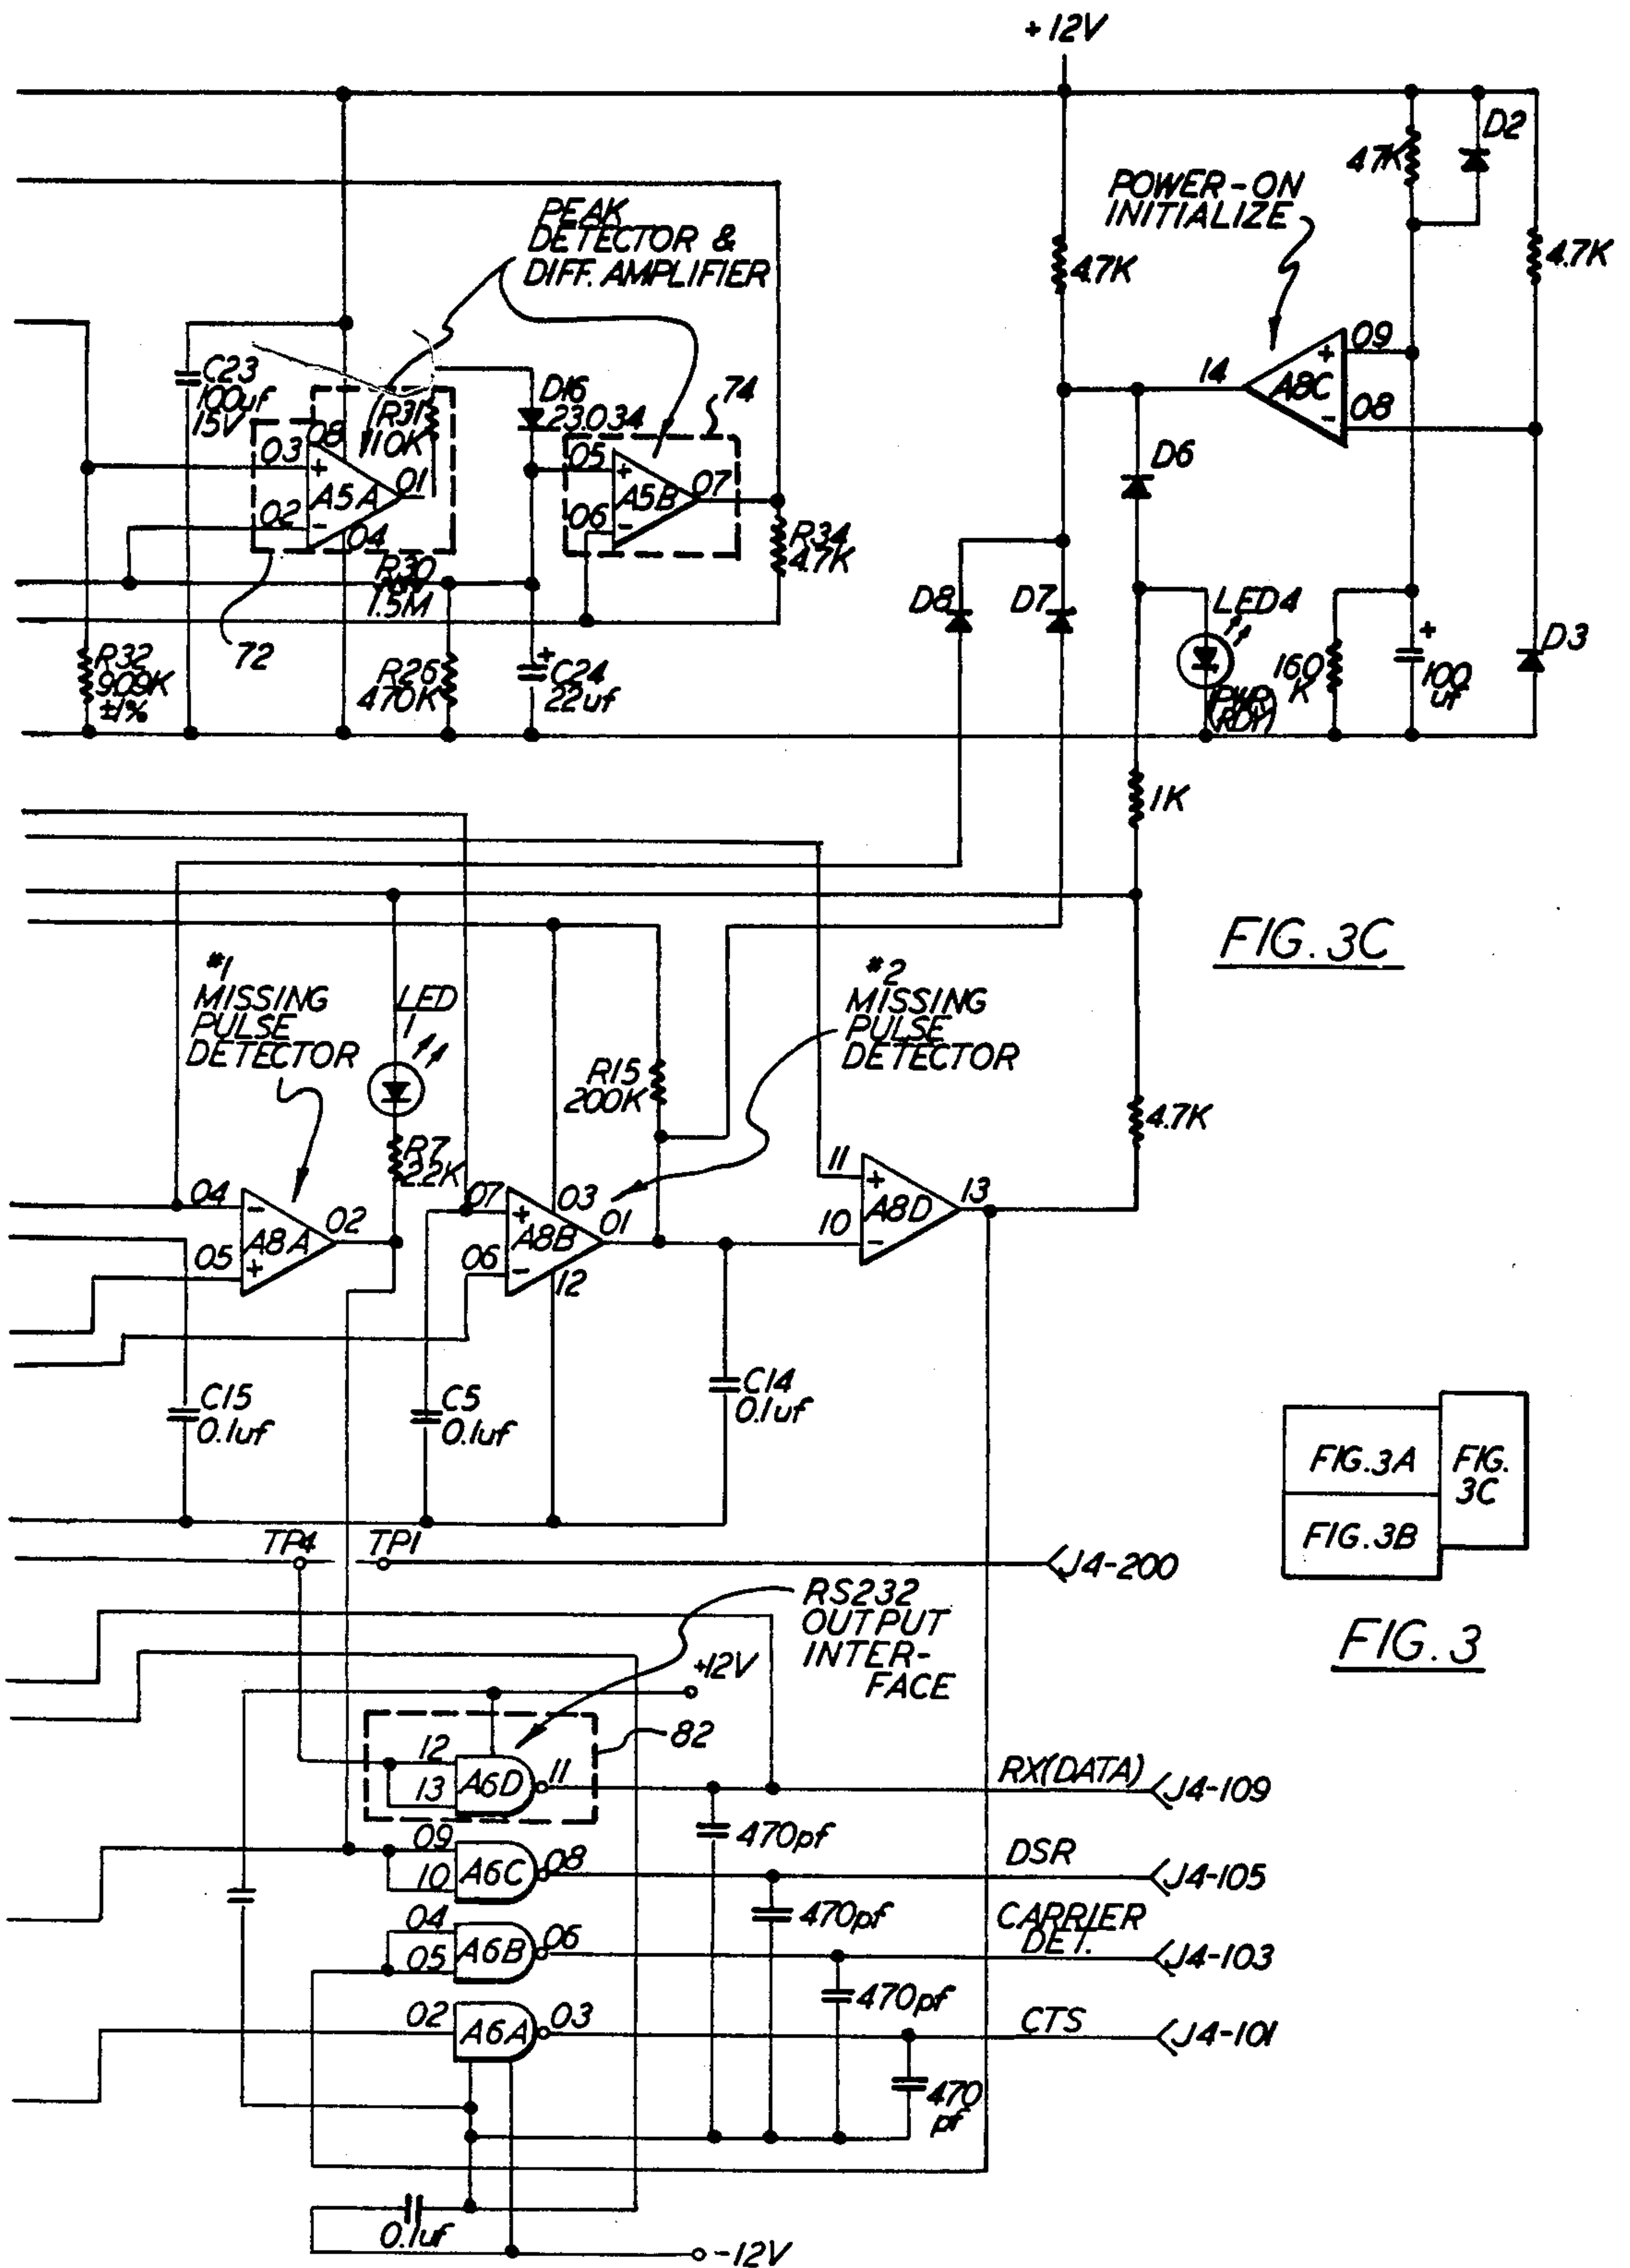 +12V
D2
47K
POWER-ON
INITIALIZE
4.7K
4.7K
PEAK
DETECTOR &
DIFF. AMPLIFIER
09
14
A8C
+
-
08
C23
100uf
15V
R31
10K
D16
23.034
74
03
08
+
A5A
01
02
-
04
05
+
A5B
07
06
-
D6
R34
4.7K
R30
1.5M
D8
D7
LED4
72
R32
9.09K
±1%
R26
470K
+
C24
22uf
160
K
(PWR
RDY)
+
100
uf
D3
1K
FIG. 3C
#1
MISSING
PULSE
DETECTOR
LED
1
#2
MISSING
PULSE
DETECTOR
R15
200K
4.7K
R7
2.2K
11
+
A8D
13
10
-
04
-
A8A
02
05
+
07
+
03
A8B
01
06
-
12
C15
0.1uf
C5
0.1uf
C14
0.1uf
FIG.3A
FIG.
3C
FIG.3B
FIG. 3
TP4
TP1
J4-200
RS232
OUTPUT
INTER-
FACE
+12V
82
12
13
A6D
11
RX(DATA)
J4-109
470pf
09
10
A6C
08
DSR
J4-105
470pf
04
05
A6B
06
CARRIER
DET.
J4-103
470pf
02
A6A
03
CTS
J4-101
470
pf
0.1uf
-12V